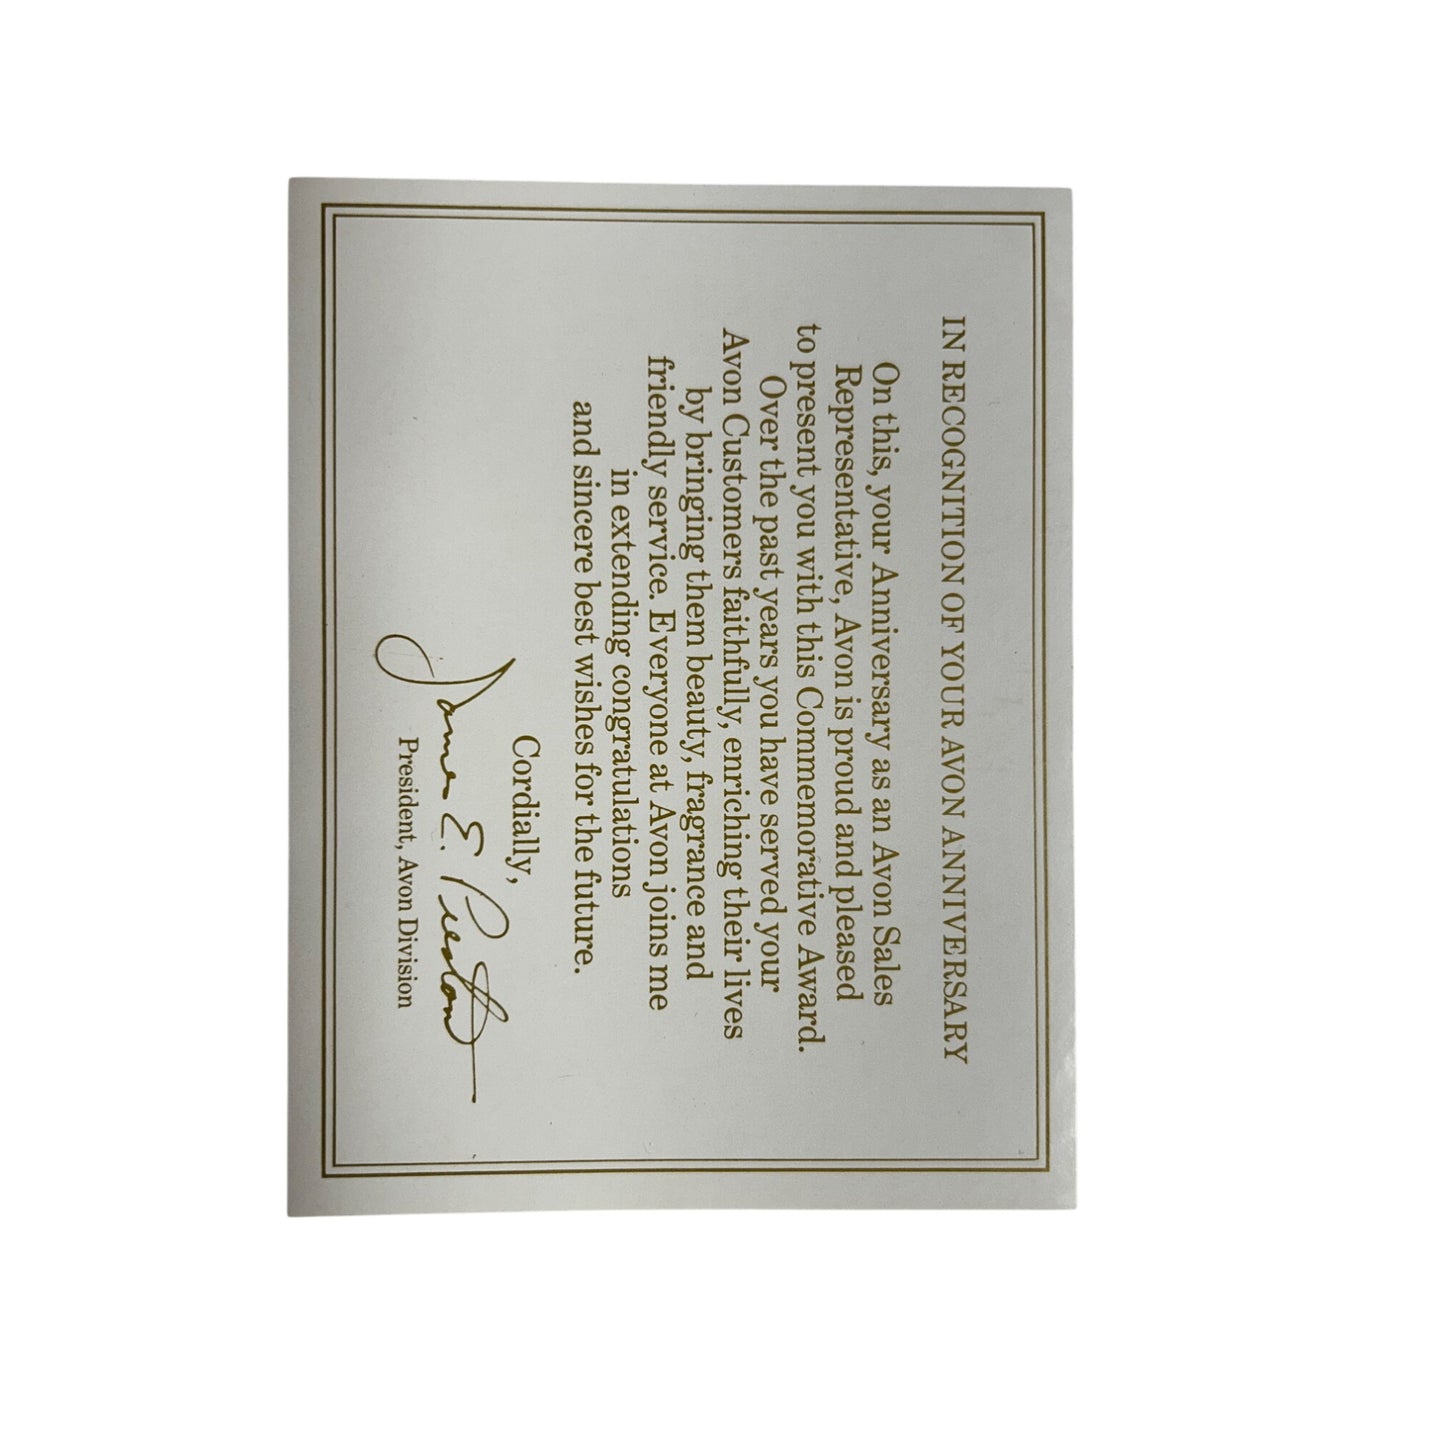 IN RECOGNITION OF YOUR AVON ANNIVERSARY
On this, your Anniversary as an Avon Sales
Representative, Avon is proud and pleased
to present you with this Commemorative Award.
Over the past years you have served your
Avon Customers faithfully, enriching their lives
by bringing them beauty, fragrance and
friendly service. Everyone at Avon joins me
in extending congratulations
and sincere best wishes for the future.
Cordially,
James E. Preston
President, Avon Division